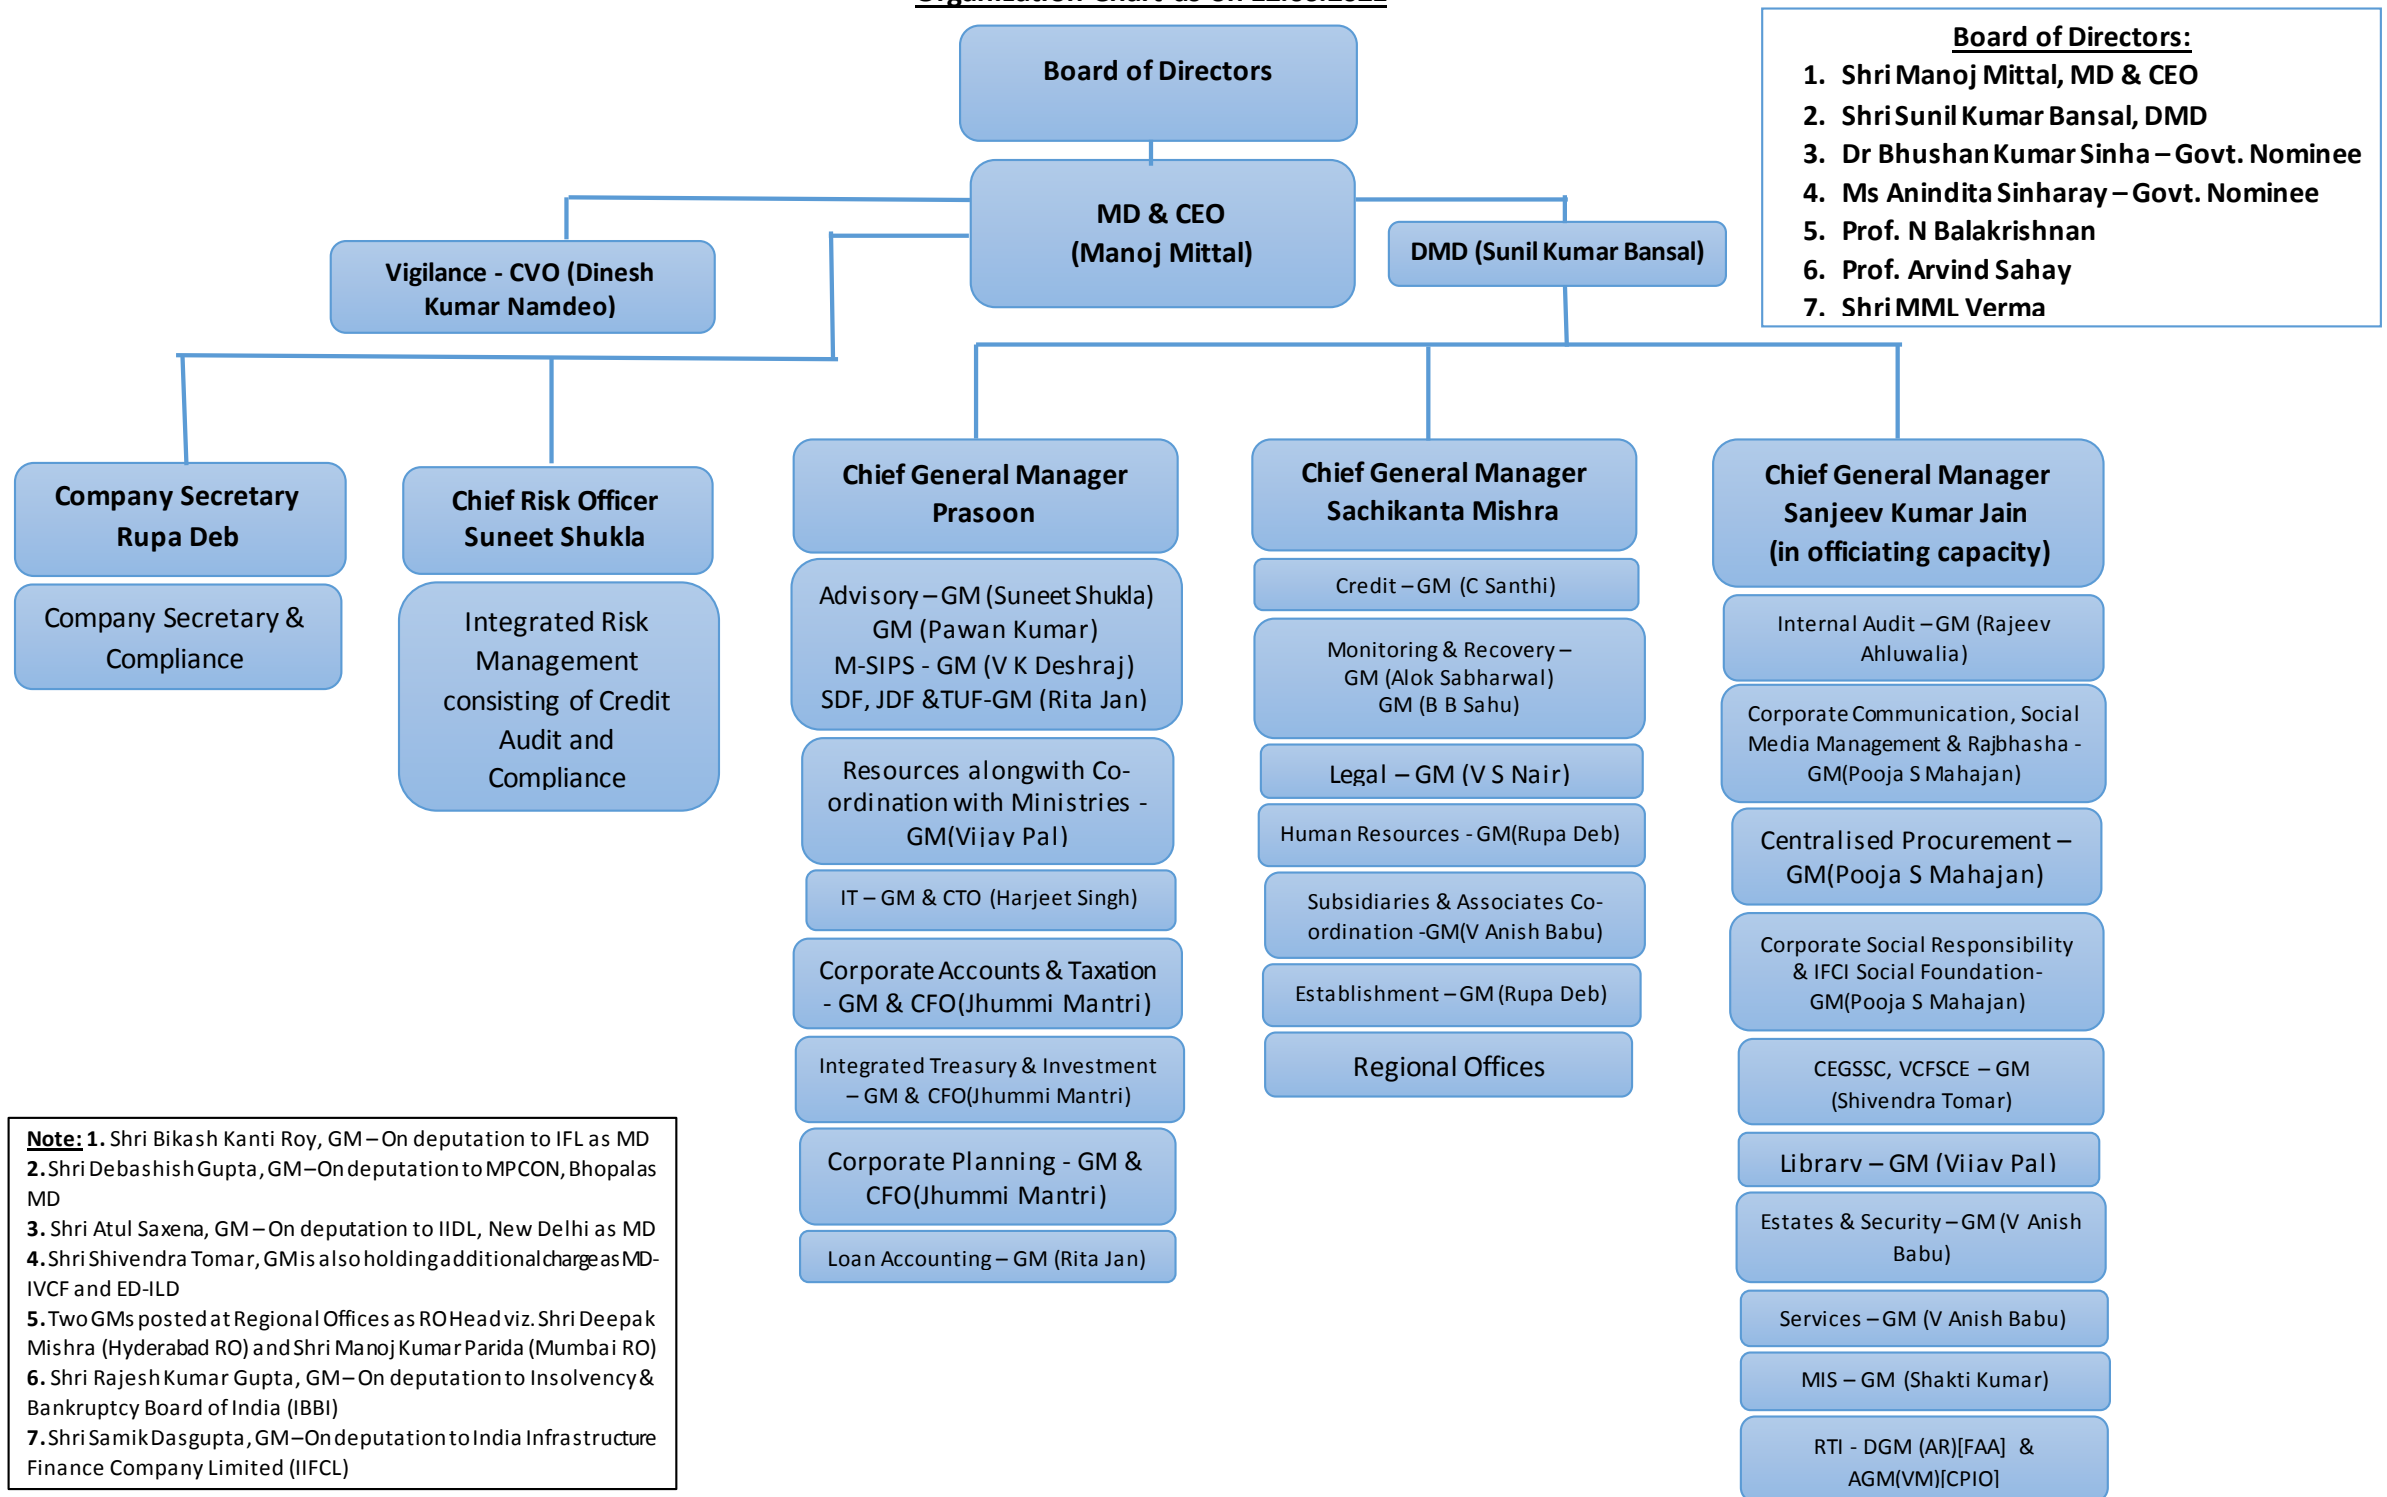 Board of Directors
Board of Directors:
1. Shri Manoj Mittal, MD & CEO
2. Shri Sunil Kumar Bansal, DMD
3. Dr Bhushan Kumar Sinha – Govt. Nominee
4. Ms Anindita Sinharay – Govt. Nominee
5. Prof. N Balakrishnan
6. Prof. Arvind Sahay
7. Shri MML Verma
MD & CEO
(Manoj Mittal)
Vigilance - CVO (Dinesh
Kumar Namdeo)
DMD (Sunil Kumar Bansal)
Company Secretary
Rupa Deb
Company Secretary &
Compliance
Chief Risk Officer
Suneet Shukla
Integrated Risk
Management
consisting of Credit
Audit and
Compliance
Chief General Manager
Prasoon
Advisory – GM (Suneet Shukla)
GM (Pawan Kumar)
M-SIPS - GM (V K Deshraj)
SDF, JDF &TUF-GM (Rita Jan)
Resources alongwith Co-
ordination with Ministries -
GM(Vijay Pal)
IT – GM & CTO (Harjeet Singh)
Corporate Accounts & Taxation
- GM & CFO(Jhummi Mantri)
Integrated Treasury & Investment
– GM & CFO(Jhummi Mantri)
Corporate Planning - GM &
CFO(Jhummi Mantri)
Loan Accounting – GM (Rita Jan)
Chief General Manager
Sachikanta Mishra
Credit – GM (C Santhi)
Monitoring & Recovery –
GM (Alok Sabharwal)
GM (B B Sahu)
Legal – GM (V S Nair)
Human Resources - GM(Rupa Deb)
Subsidiaries & Associates Co-
ordination -GM(V Anish Babu)
Establishment – GM (Rupa Deb)
Regional Offices
Chief General Manager
Sanjeev Kumar Jain
(in officiating capacity)
Internal Audit – GM (Rajeev
Ahluwalia)
Corporate Communication, Social
Media Management & Rajbhasha -
GM(Pooja S Mahajan)
Centralised Procurement –
GM(Pooja S Mahajan)
Corporate Social Responsibility
& IFCI Social Foundation-
GM(Pooja S Mahajan)
CEGSSC, VCFSCE – GM
(Shivendra Tomar)
Library – GM (Vijay Pal)
Estates & Security – GM (V Anish
Babu)
Services – GM (V Anish Babu)
MIS – GM (Shakti Kumar)
RTI - DGM (AR)[FAA] &
AGM(VM)[CPIO]
Note: 1. Shri Bikash Kanti Roy, GM – On deputation to IFL as MD
2. Shri Debashish Gupta, GM – On deputation to MPCON, Bhopal as
MD
3. Shri Atul Saxena, GM – On deputation to IIDL, New Delhi as MD
4. Shri Shivendra Tomar, GM is also holding additional charge as MD-
IVCF and ED-ILD
5. Two GMs posted at Regional Offices as RO Head viz. Shri Deepak
Mishra (Hyderabad RO) and Shri Manoj Kumar Parida (Mumbai RO)
6. Shri Rajesh Kumar Gupta, GM – On deputation to Insolvency &
Bankruptcy Board of India (IBBI)
7. Shri Samik Dasgupta, GM – On deputation to India Infrastructure
Finance Company Limited (IIFCL)